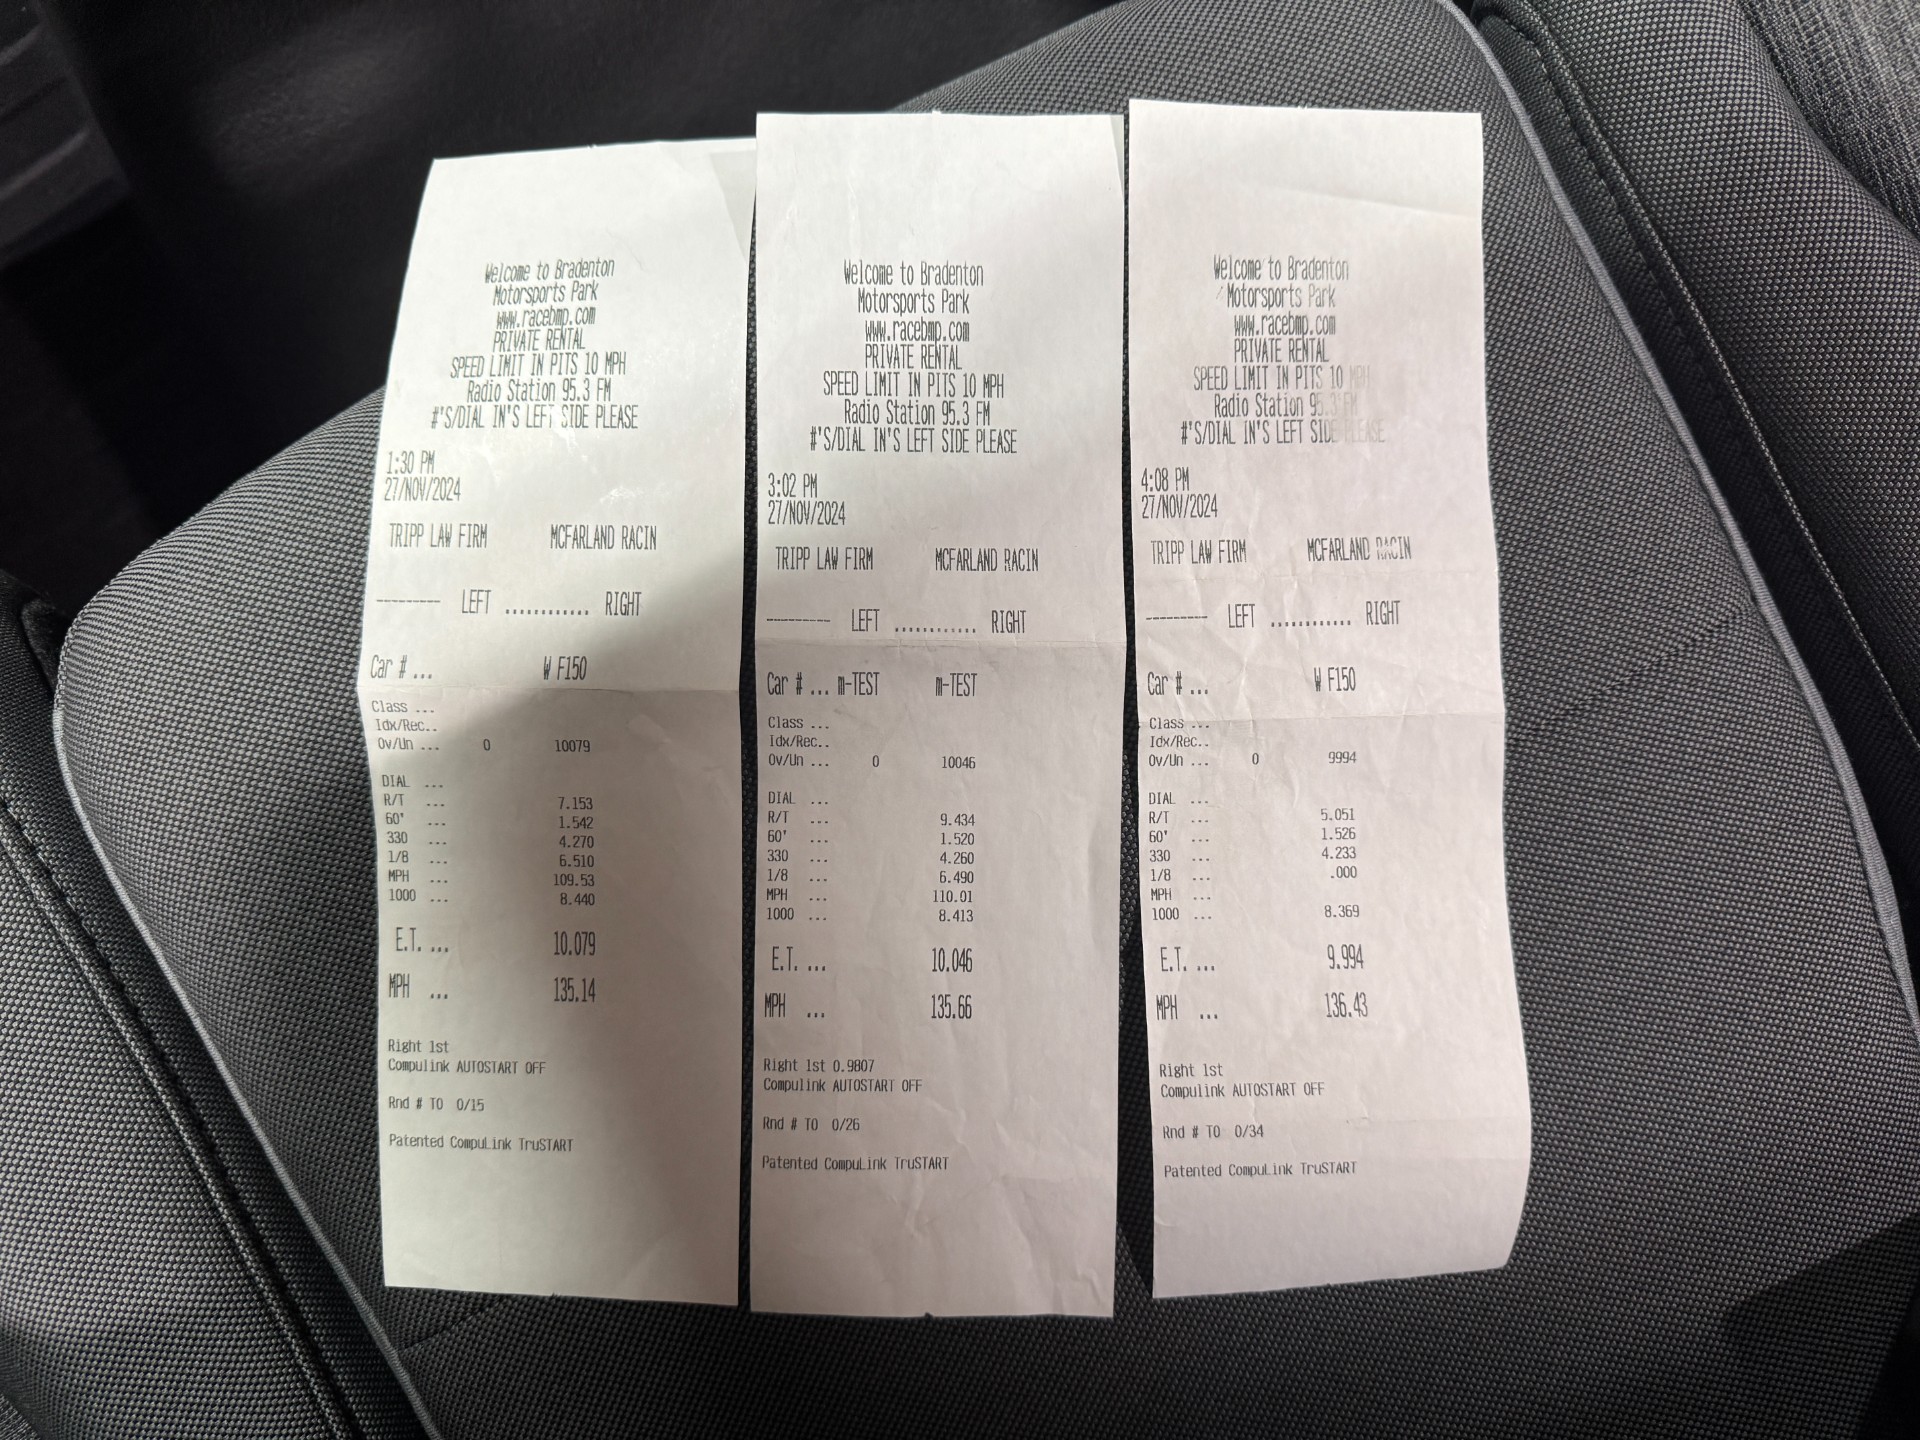 Welcome to Bradenton
Motorsports Park
www.racebmp.com
PRIVATE RENTAL
SPEED LIMIT IN PITS 10 MPH
Radio Station 95.3 FM
#'S/DIAL IN'S LEFT SIDE PLEASE
1:30 PM
27/NOV/2024
TRIPP LAW FIRM MCFARLAND RACIN
--------- LEFT ............ RIGHT
Car # ... W F150
Class ...
Idx/Rec..
Ov/Un ... 0 10079
DIAL ...
R/T ... 7.153
60' ... 1.542
330 ... 4.270
1/8 ... 6.510
MPH ... 109.53
1000 ... 8.440
E.T. ... 10.079
MPH ... 135.14
Right 1st
Compulink AUTOSTART OFF
Rnd # TO 0/15
Patented CompuLink TruSTART
Welcome to Bradenton
Motorsports Park
www.racebmp.com
PRIVATE RENTAL
SPEED LIMIT IN PITS 10 MPH
Radio Station 95.3 FM
#'S/DIAL IN'S LEFT SIDE PLEASE
3:02 PM
27/NOV/2024
TRIPP LAW FIRM MCFARLAND RACIN
--------- LEFT ............ RIGHT
Car # ... m-TEST m-TEST
Class ...
Idx/Rec..
Ov/Un ... 0 10046
DIAL ...
R/T ... 9.434
60' ... 1.520
330 ... 4.260
1/8 ... 6.490
MPH ... 110.01
1000 ... 8.413
E.T. ... 10.046
MPH ... 135.66
Right 1st 0.9807
Compulink AUTOSTART OFF
Rnd # TO 0/26
Patented CompuLink TruSTART
Welcome to Bradenton
Motorsports Park
www.racebmp.com
PRIVATE RENTAL
SPEED LIMIT IN PITS 10 MPH
Radio Station 95.3 FM
#'S/DIAL IN'S LEFT SIDE PLEASE
4:08 PM
27/NOV/2024
TRIPP LAW FIRM MCFARLAND RACIN
--------- LEFT ............ RIGHT
Car # ... W F150
Class ...
Idx/Rec..
Ov/Un ... 0 9994
DIAL ...
R/T ... 5.051
60' ... 1.526
330 ... 4.233
1/8 ... .000
MPH ...
1000 ... 8.369
E.T. ... 9.994
MPH ... 136.43
Right 1st
Compulink AUTOSTART OFF
Rnd # TO 0/34
Patented CompuLink TruSTART